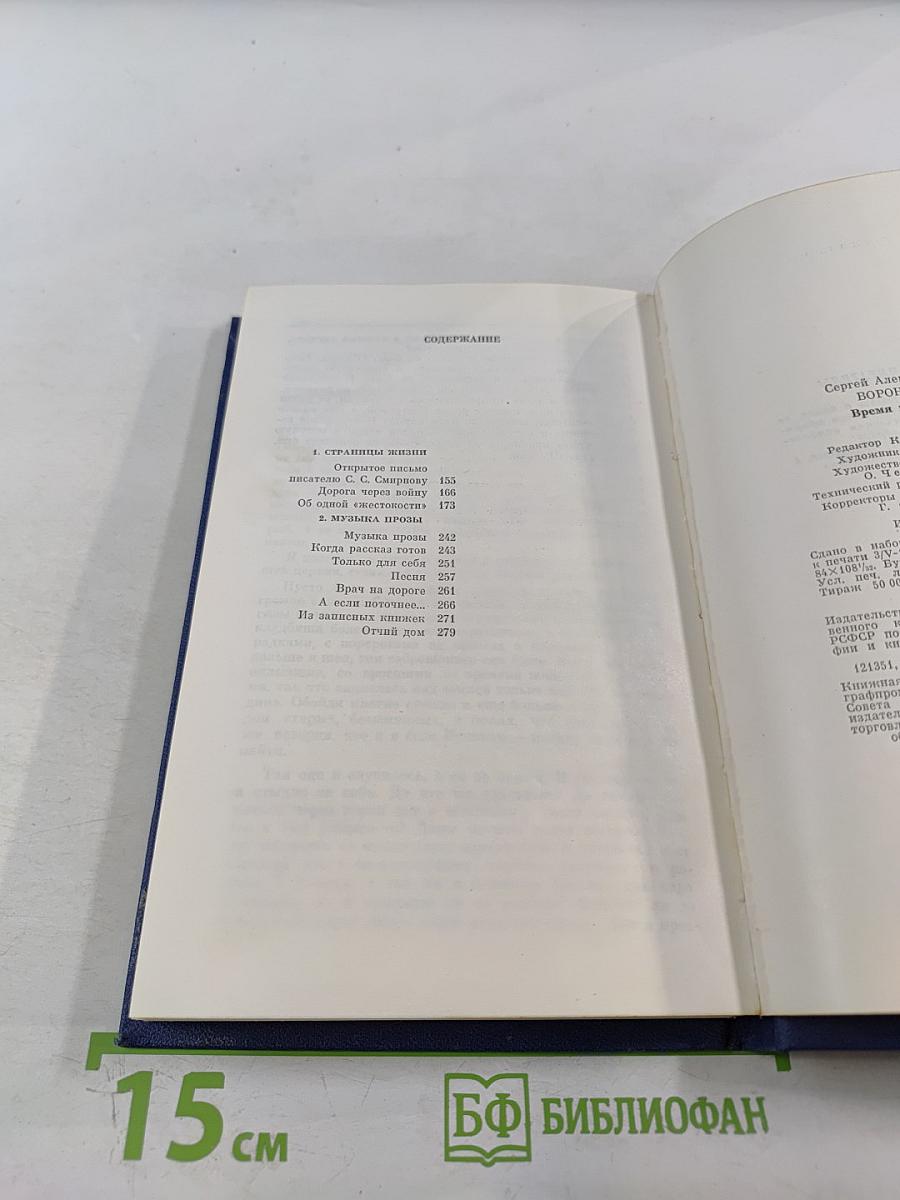 СОДЕРЖАНИЕ
1. СТРАНИЦЫ ЖИЗНИ
Открытое письмо
писателю С. С. Смирнову 155
Дорога через войну 166
Об одной «жестокости» 173
2. МУЗЫКА ПРОЗЫ
Музыка прозы 242
Когда рассказ готов 243
Только для себя 251
Песня 257
Врач на дороге 261
А если поточнее... 266
Из записных книжек 271
Отчий дом 279
Сергей Але
ВОРОН
Время
Редактор К
Художник
Художеств
О. Че
Технический р
Корректоры
Г.
И
Сдано в набо
к печати 3/V-
84×108¹/₃₂. Бу
Усл. печ. л
Тираж 50 00
Издательств
венного к
РСФСР по
фии и кн
121351,
Книжная
графпром
Совета
издател
торговл
об
15 см
БФ БИБЛИОФАН